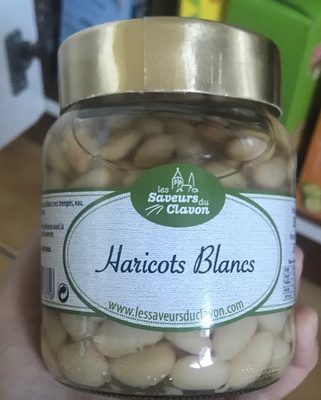 les
Saveurs du
Clavon
Haricots Blancs
www.lessaveursduclavon.com